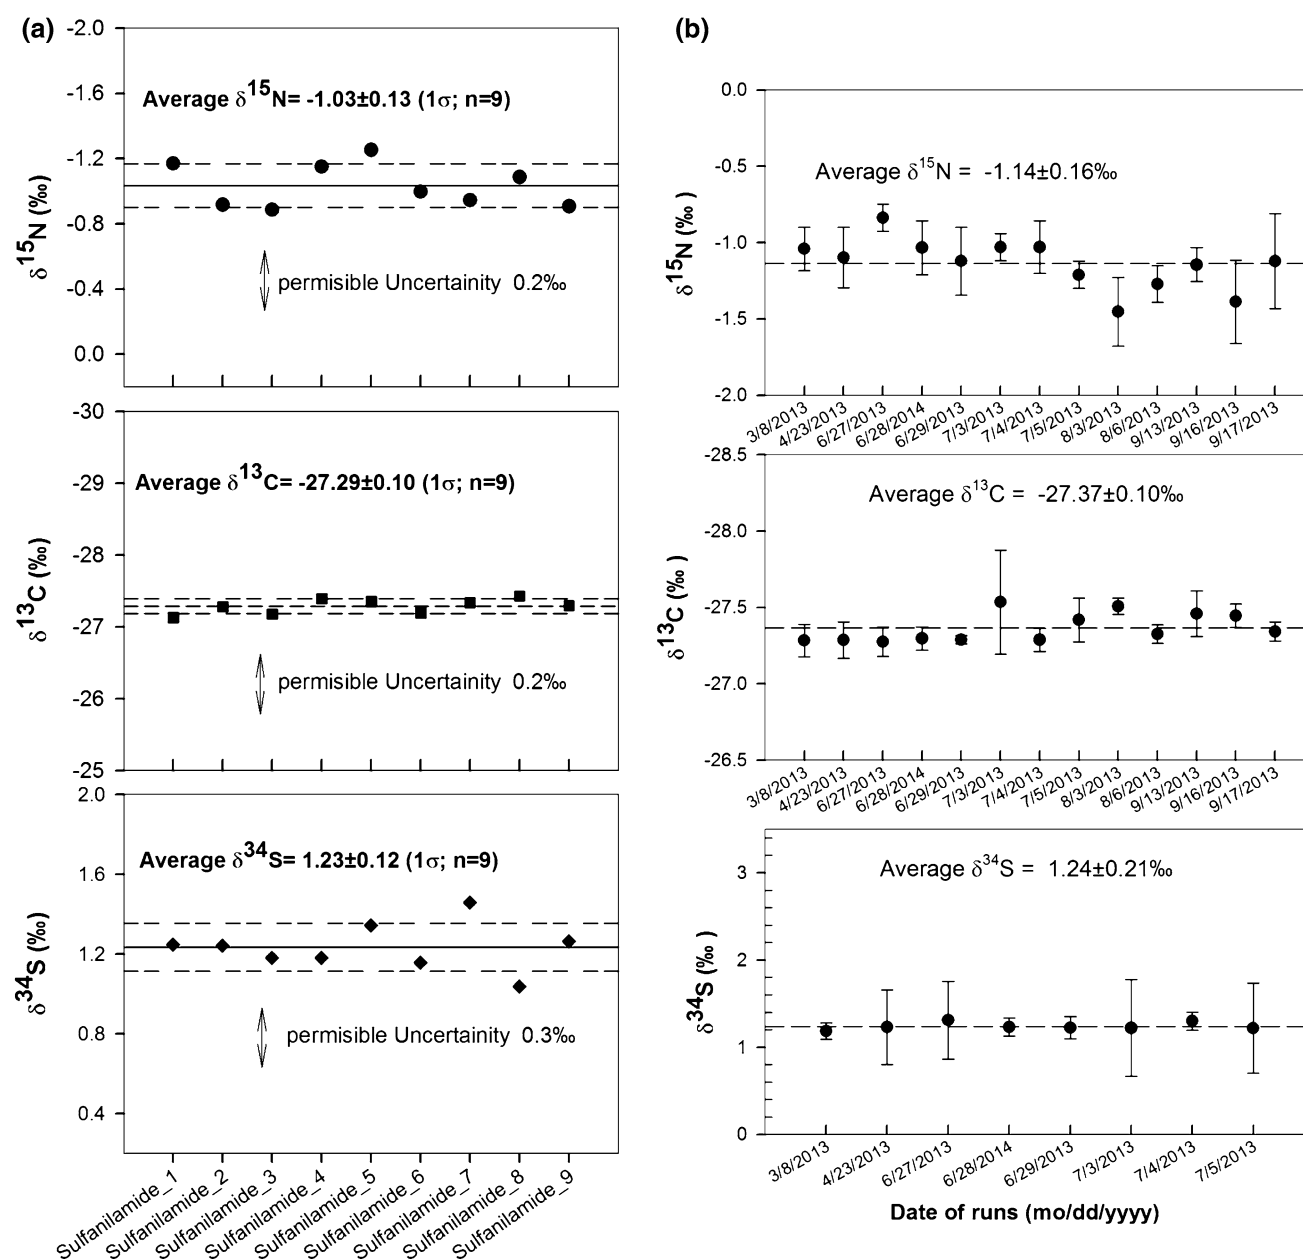 (a)
-2.0
-1.6
-1.2
-0.8
-0.4
0.0
δ15N (‰)
Average δ15N= -1.03±0.13 (1σ; n=9)
permisible Uncertainity 0.2‰
-30
-29
-28
-27
-26
-25
δ13C (‰)
Average δ13C= -27.29±0.10 (1σ; n=9)
permisible Uncertainity 0.2‰
2.0
1.6
1.2
0.8
0.4
δ34S (‰)
Average δ34S= 1.23±0.12 (1σ; n=9)
permisible Uncertainity 0.3‰
Sulfanilamide_1
Sulfanilamide_2
Sulfanilamide_3
Sulfanilamide_4
Sulfanilamide_5
Sulfanilamide_6
Sulfanilamide_7
Sulfanilamide_8
Sulfanilamide_9
(b)
0.0
-0.5
-1.0
-1.5
-2.0
δ15N (‰ )
Average δ15N = -1.14±0.16‰
3/8/2013
4/23/2013
6/27/2013
6/28/2014
6/29/2013
7/3/2013
7/4/2013
7/5/2013
8/3/2013
8/6/2013
9/13/2013
9/16/2013
9/17/2013
-28.5
-28.0
-27.5
-27.0
-26.5
δ13C (‰ )
Average δ13C = -27.37±0.10‰
3/8/2013
4/23/2013
6/27/2013
6/28/2014
6/29/2013
7/3/2013
7/4/2013
7/5/2013
8/3/2013
8/6/2013
9/13/2013
9/16/2013
9/17/2013
3
2
1
0
δ34S (‰ )
Average δ34S = 1.24±0.21‰
3/8/2013
4/23/2013
6/27/2013
6/28/2014
6/29/2013
7/3/2013
7/4/2013
7/5/2013
Date of runs (mo/dd/yyyy)